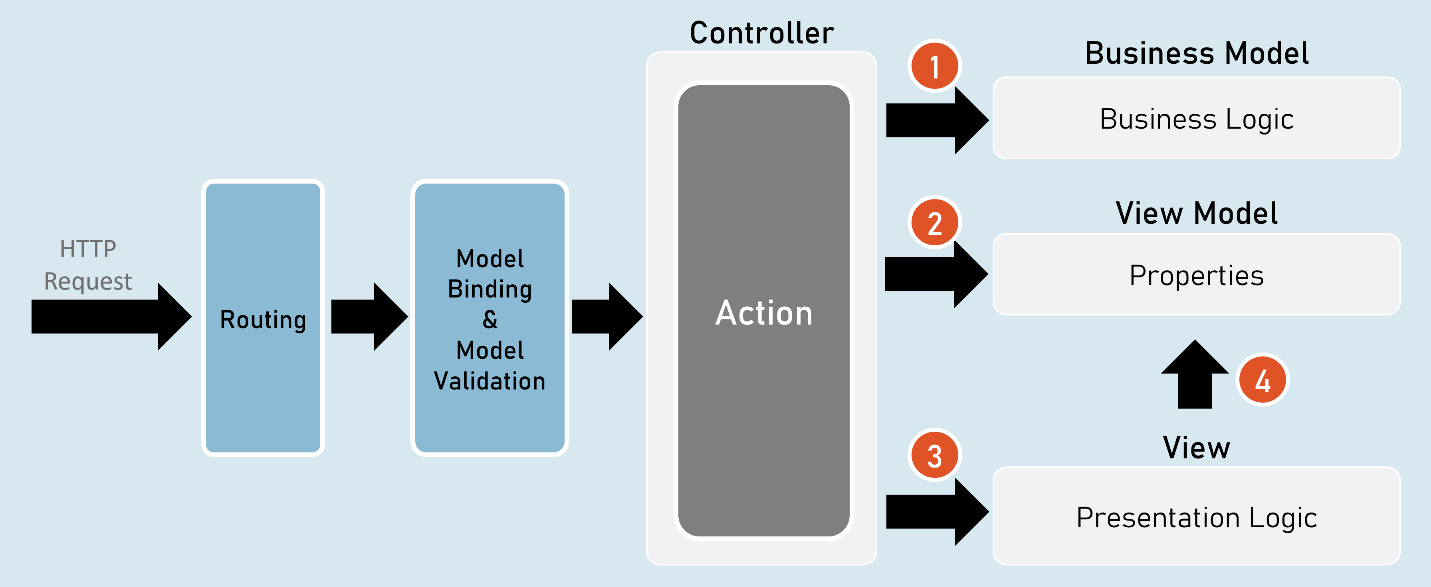 HTTP
Request
Routing
Model
Binding
&
Model
Validation
Controller
Action
1
Business Model
Business Logic
2
View Model
Properties
4
3
View
Presentation Logic